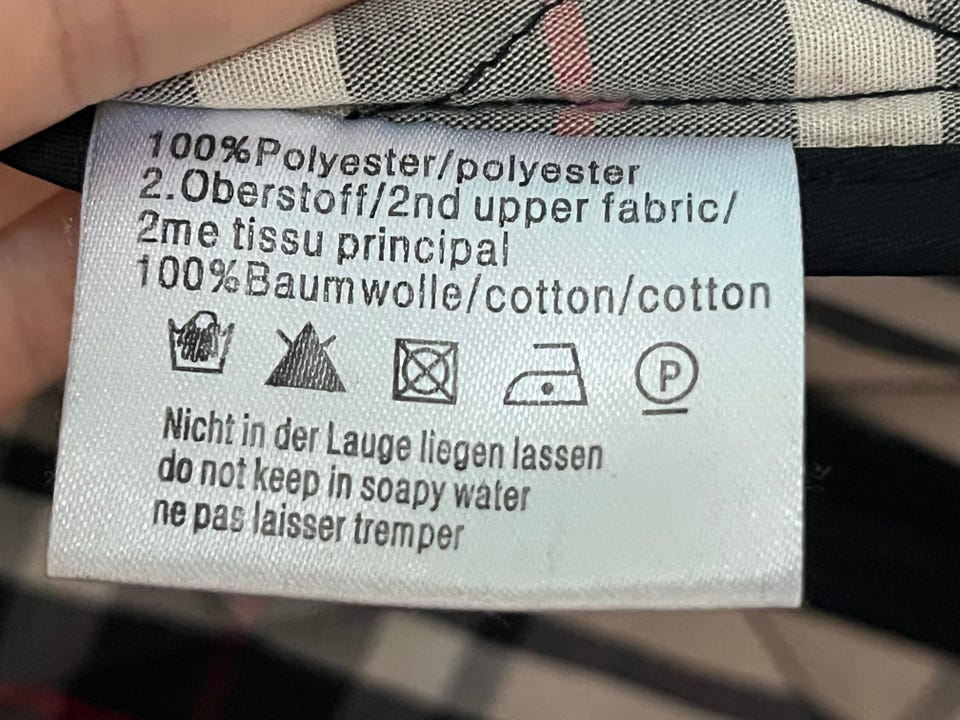 100%Polyester/polyester
2.Oberstoff/2nd upper fabric/
2me tissu principal
100%Baumwolle/cotton/cotton
P
Nicht in der Lauge liegen lassen
do not keep in soapy water
ne pas laisser tremper